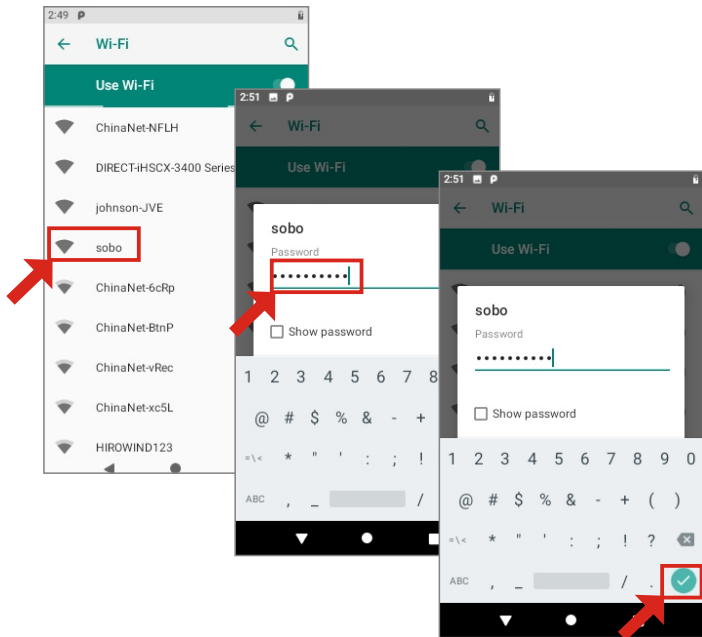 2:49 P
Wi-Fi
Use Wi-Fi
ChinaNet-NFLH
DIRECT-iHSCX-3400 Series
johnson-JVE
sobo
ChinaNet-6cRp
ChinaNet-BtnP
ChinaNet-vRec
ChinaNet-xc5L
HIROWIND123
2:51 P
Wi-Fi
Use Wi-Fi
sobo
Password
••••••••••
Show password
1 2 3 4 5 6 7 8
@ # $ % & - +
=\< * " ' : ; !
ABC , _ /
2:51 P
Wi-Fi
Use Wi-Fi
sobo
Password
••••••••••
Show password
1 2 3 4 5 6 7 8 9 0
@ # $ % & - + ( )
=\< * " ' : ; ! ?
ABC , _ / .